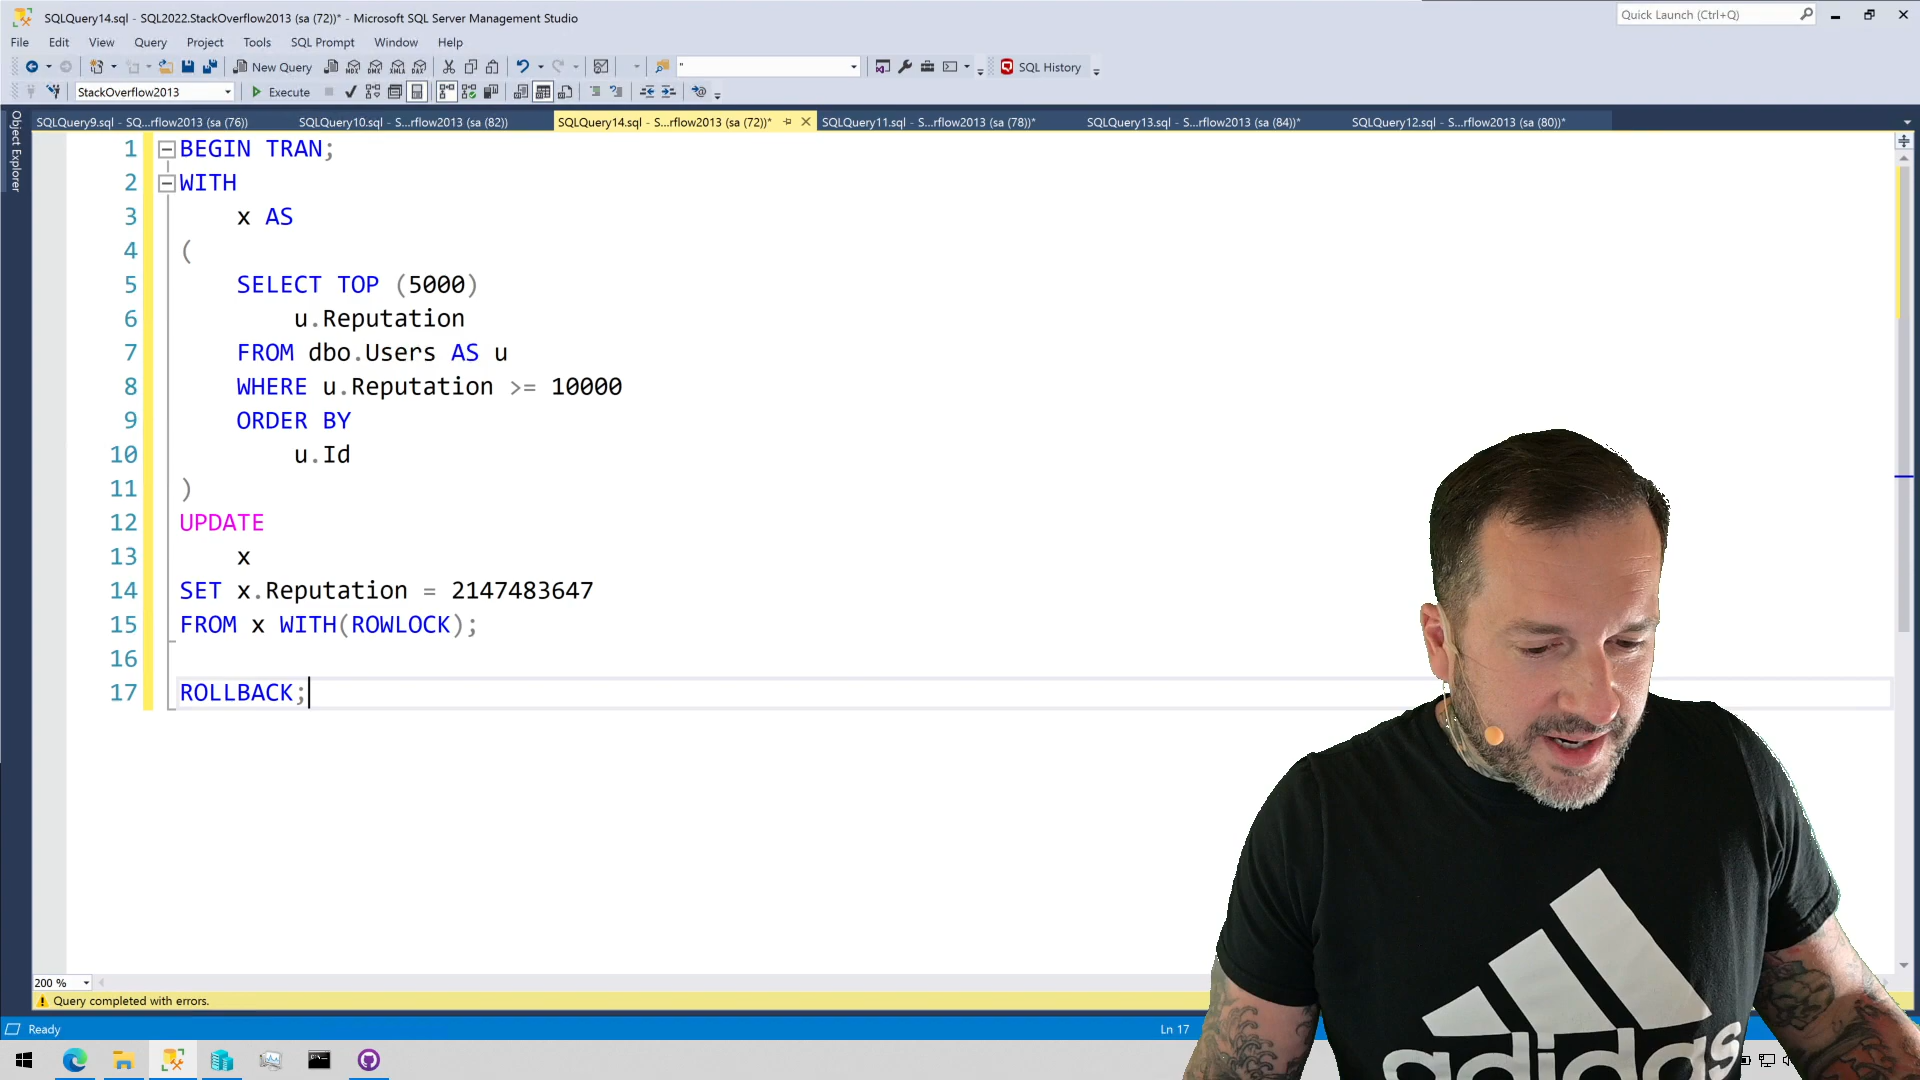 SQLQuery14.sql - SQL2022.StackOverflow2013 (sa (72))* - Microsoft SQL Server Management Studio
Quick Launch (Ctrl+Q)
File Edit View Query Project Tools SQL Prompt Window Help
New Query MDX DMX XMLA DAX " SQL History
StackOverflow2013 Execute
SQLQuery9.sql - SQ...rflow2013 (sa (76)) SQLQuery10.sql - S...rflow2013 (sa (82)) SQLQuery14.sql - S...rflow2013 (sa (72))* SQLQuery11.sql - S...rflow2013 (sa (78))* SQLQuery13.sql - S...rflow2013 (sa (84))* SQLQuery12.sql - S...rflow2013 (sa (80))*
Object Explorer
1 BEGIN TRAN;
2 WITH
3 x AS
4 (
5 SELECT TOP (5000)
6 u.Reputation
7 FROM dbo.Users AS u
8 WHERE u.Reputation >= 10000
9 ORDER BY
10 u.Id
11 )
12 UPDATE
13 x
14 SET x.Reputation = 2147483647
15 FROM x WITH(ROWLOCK);
16
17 ROLLBACK;
200 %
Query completed with errors.
Ready Ln 17
adidas